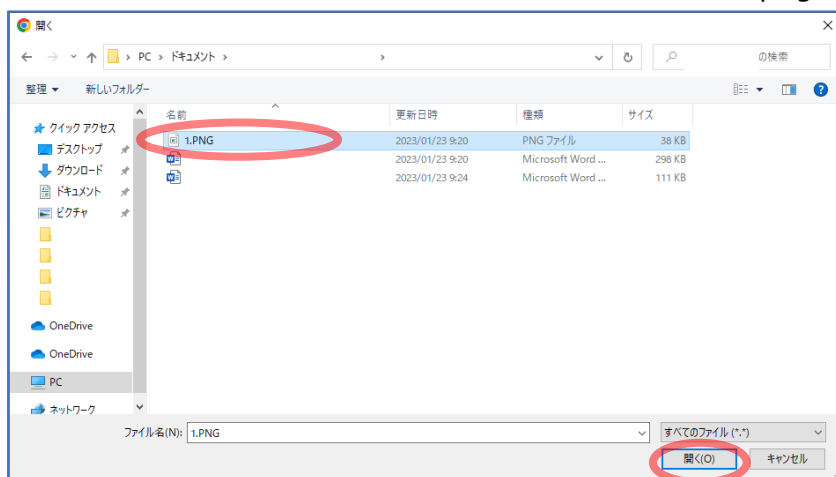 png
開く
PC › ドキュメント › ›
の検索
整理 新しいフォルダー
名前 更新日時 種類 サイズ
クイック アクセス
1.PNG 2023/01/23 9:20 PNG ファイル 38 KB
デスクトップ 2023/01/23 9:20 Microsoft Word ... 298 KB
ダウンロード 2023/01/23 9:24 Microsoft Word ... 111 KB
ドキュメント
ピクチャ
OneDrive
OneDrive
PC
ネットワーク
ファイル名(N): 1.PNG すべてのファイル (*.*)
開く(O) キャンセル